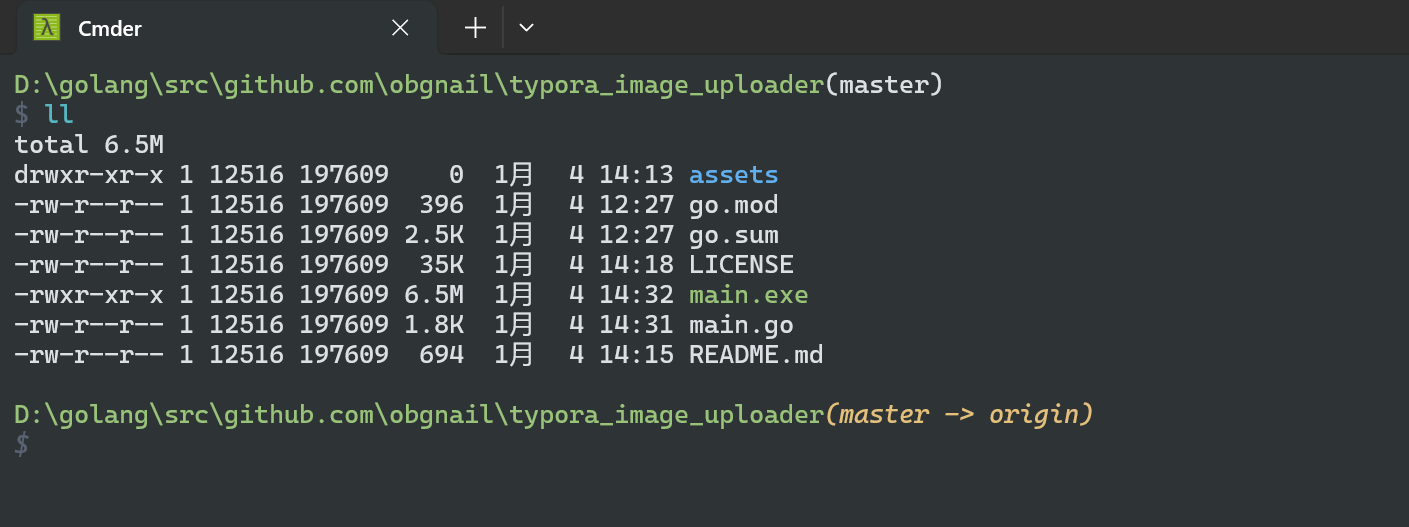 Cmder
D:\golang\src\github.com\obgnail\typora_image_uploader(master)
$ ll
total 6.5M
drwxr-xr-x 1 12516 197609    0  1月   4 14:13 assets
-rw-r--r-- 1 12516 197609  396  1月   4 12:27 go.mod
-rw-r--r-- 1 12516 197609 2.5K  1月   4 12:27 go.sum
-rw-r--r-- 1 12516 197609  35K  1月   4 14:18 LICENSE
-rwxr-xr-x 1 12516 197609 6.5M  1月   4 14:32 main.exe
-rw-r--r-- 1 12516 197609 1.8K  1月   4 14:31 main.go
-rw-r--r-- 1 12516 197609  694  1月   4 14:15 README.md
D:\golang\src\github.com\obgnail\typora_image_uploader(master -> origin)
$